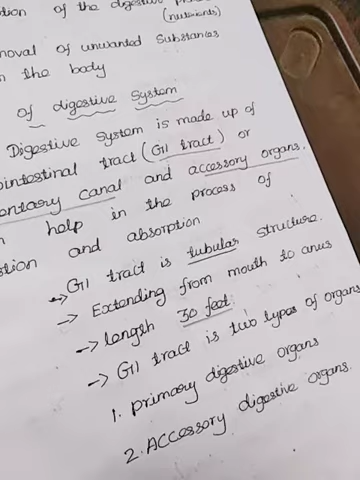 of the digestive
(nutrients)
of unwanted substances
the body
of digestive system
Digestive system is made up of
tract (GIT tract) or
canal and accessory organs.
help in the process of
and absorption
-> GIT tract is tubular structure.
-> Extending from mouth to anus
-> length 30 feet.
-> GIT tract is two types of organs
1. primary digestive organs
2. Accessory digestive organs.